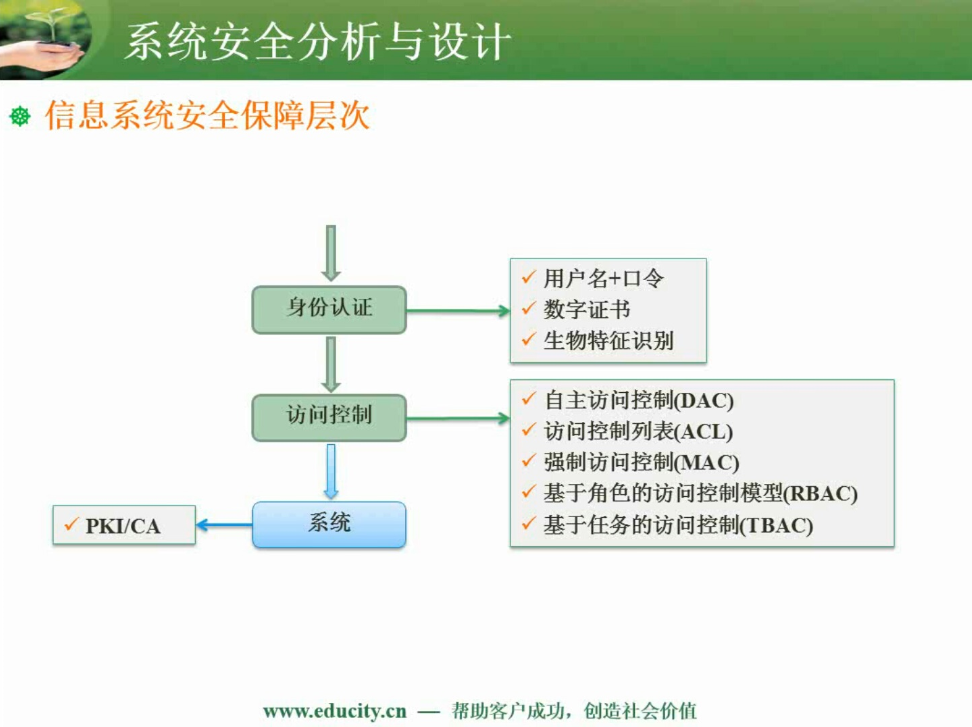 系统安全分析与设计
信息系统安全保障层次
身份认证
用户名+口令
数字证书
生物特征识别
访问控制
自主访问控制(DAC)
访问控制列表(ACL)
强制访问控制(MAC)
基于角色的访问控制模型(RBAC)
基于任务的访问控制(TBAC)
系统
PKI/CA
www.educity.cn — 帮助客户成功，创造社会价值